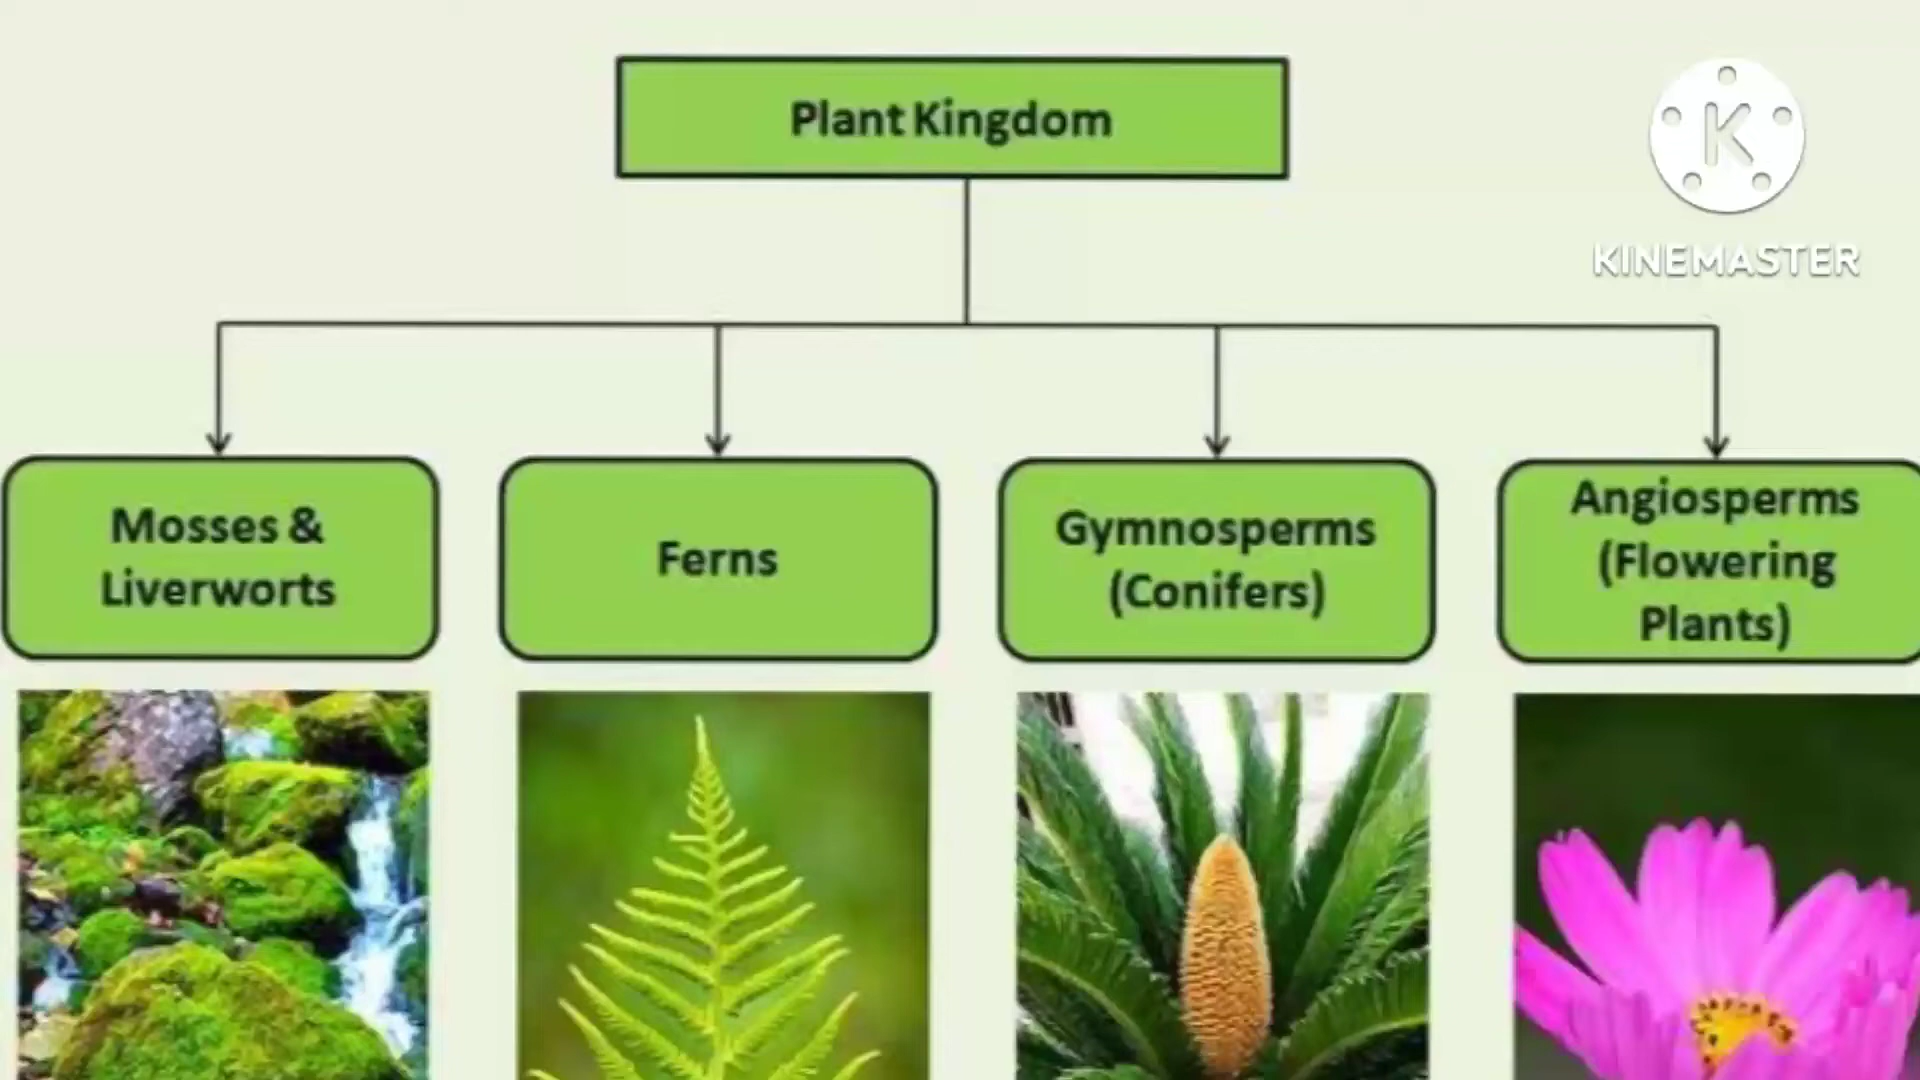 Plant Kingdom
K
KINEMASTER
Mosses &
Liverworts
Ferns
Gymnosperms
(Conifers)
Angiosperms
(Flowering
Plants)